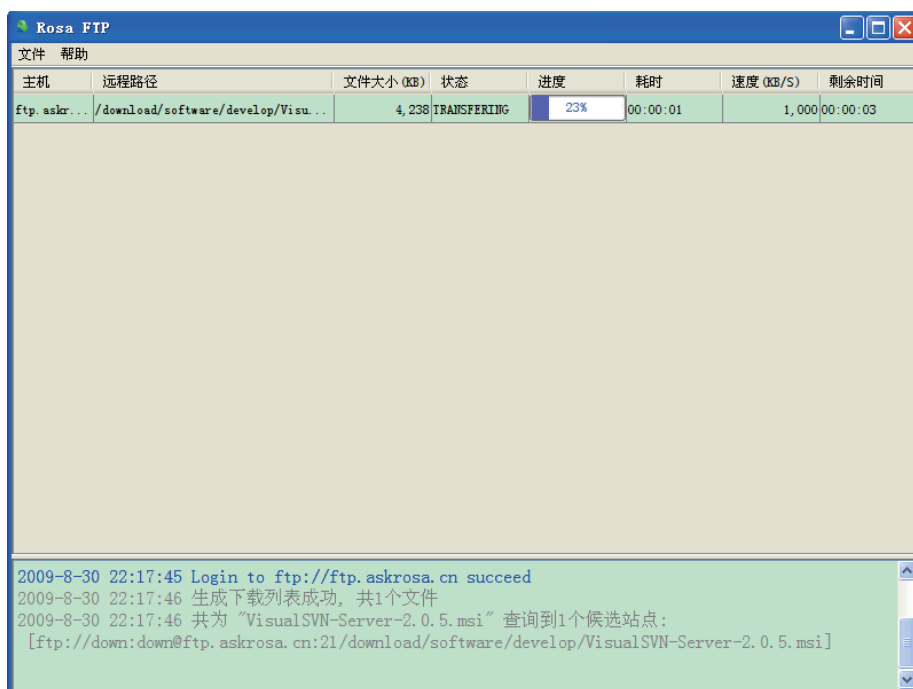 Rosa FTP
文件 帮助
主机 远程路径 文件大小(KB) 状态 进度 耗时 速度(KB/S) 剩余时间
ftp.askr... /download/software/develop/Visu... 4,238 TRANSFERING 23% 00:00:01 1,000 00:00:03
2009-8-30 22:17:45 Login to ftp://ftp.askrosa.cn succeed
2009-8-30 22:17:46 生成下载列表成功, 共1个文件
2009-8-30 22:17:46 共为 "VisualSVN-Server-2.0.5.msi" 查询到1个候选站点:
[ftp://down:down@ftp.askrosa.cn:21/download/software/develop/VisualSVN-Server-2.0.5.msi]